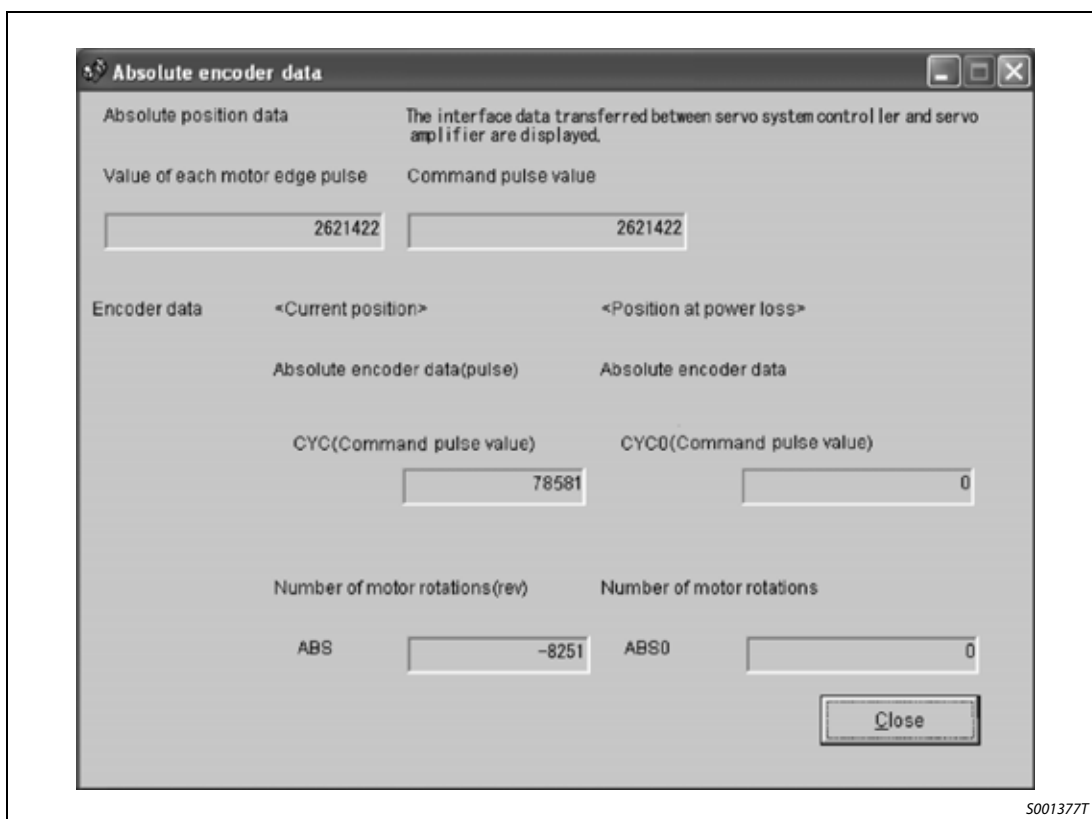 Absolute encoder data
Absolute position data
The interface data transferred between servo system control ler and servo
amplifier are displayed.
Value of each motor edge pulse Command pulse value
2621422 2621422
Encoder data <Current position> <Position at power loss>
Absolute encoder data(pulse) Absolute encoder data
CYC(Command pulse value) CYC0(Command pulse value)
78581 0
Number of motor rotations(rev) Number of motor rotations
ABS -8251 ABS0 0
Close
S001377T